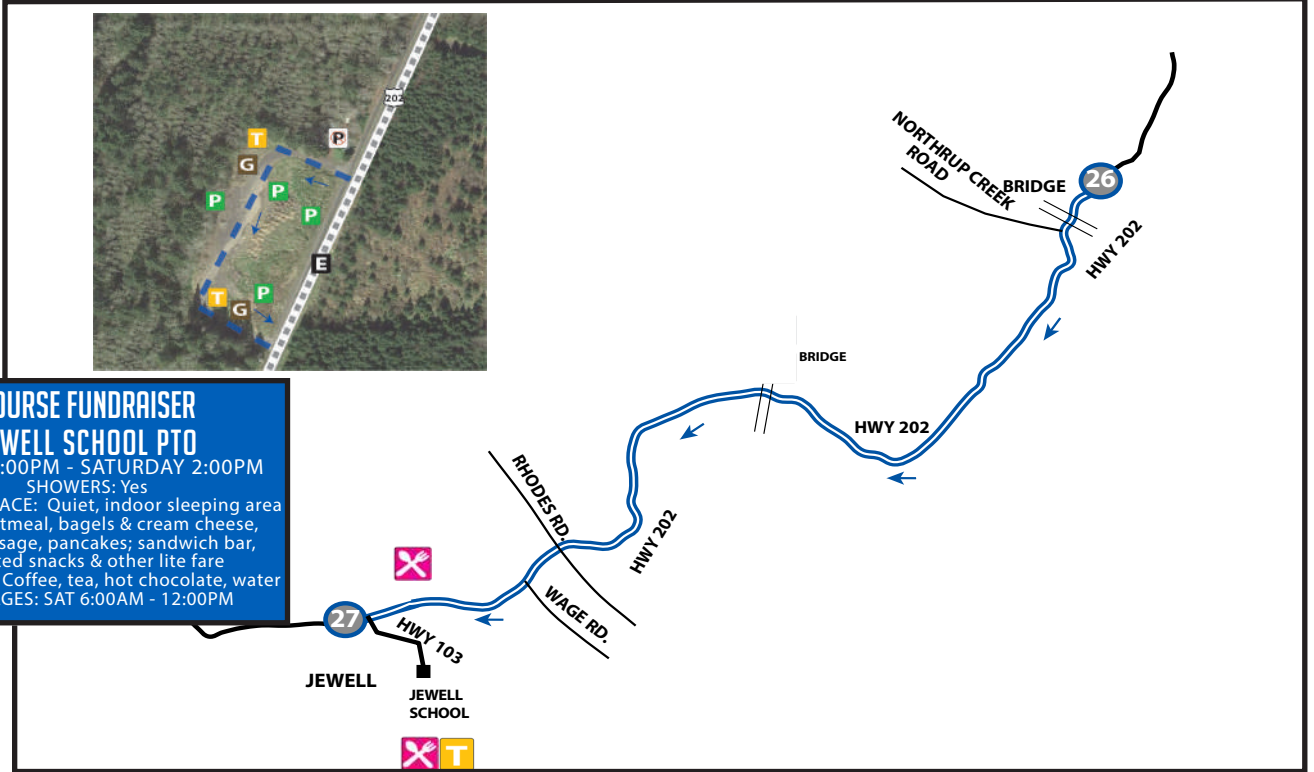 202
T
P
G
P
P
P
E
P
T
G
NORTHRUP CREEK
ROAD
BRIDGE
26
HWY 202
BRIDGE
HWY 202
OURSE FUNDRAISER
WELL SCHOOL PTO
:00PM - SATURDAY 2:00PM
SHOWERS: Yes
ACE: Quiet, indoor sleeping area
tmeal, bagels & cream cheese,
sage, pancakes; sandwich bar,
ed snacks & other lite fare
Coffee, tea, hot chocolate, water
GES: SAT 6:00AM - 12:00PM
RHODES RD.
HWY 202
WAGE RD.
27
HWY 103
JEWELL
JEWELL
SCHOOL
T